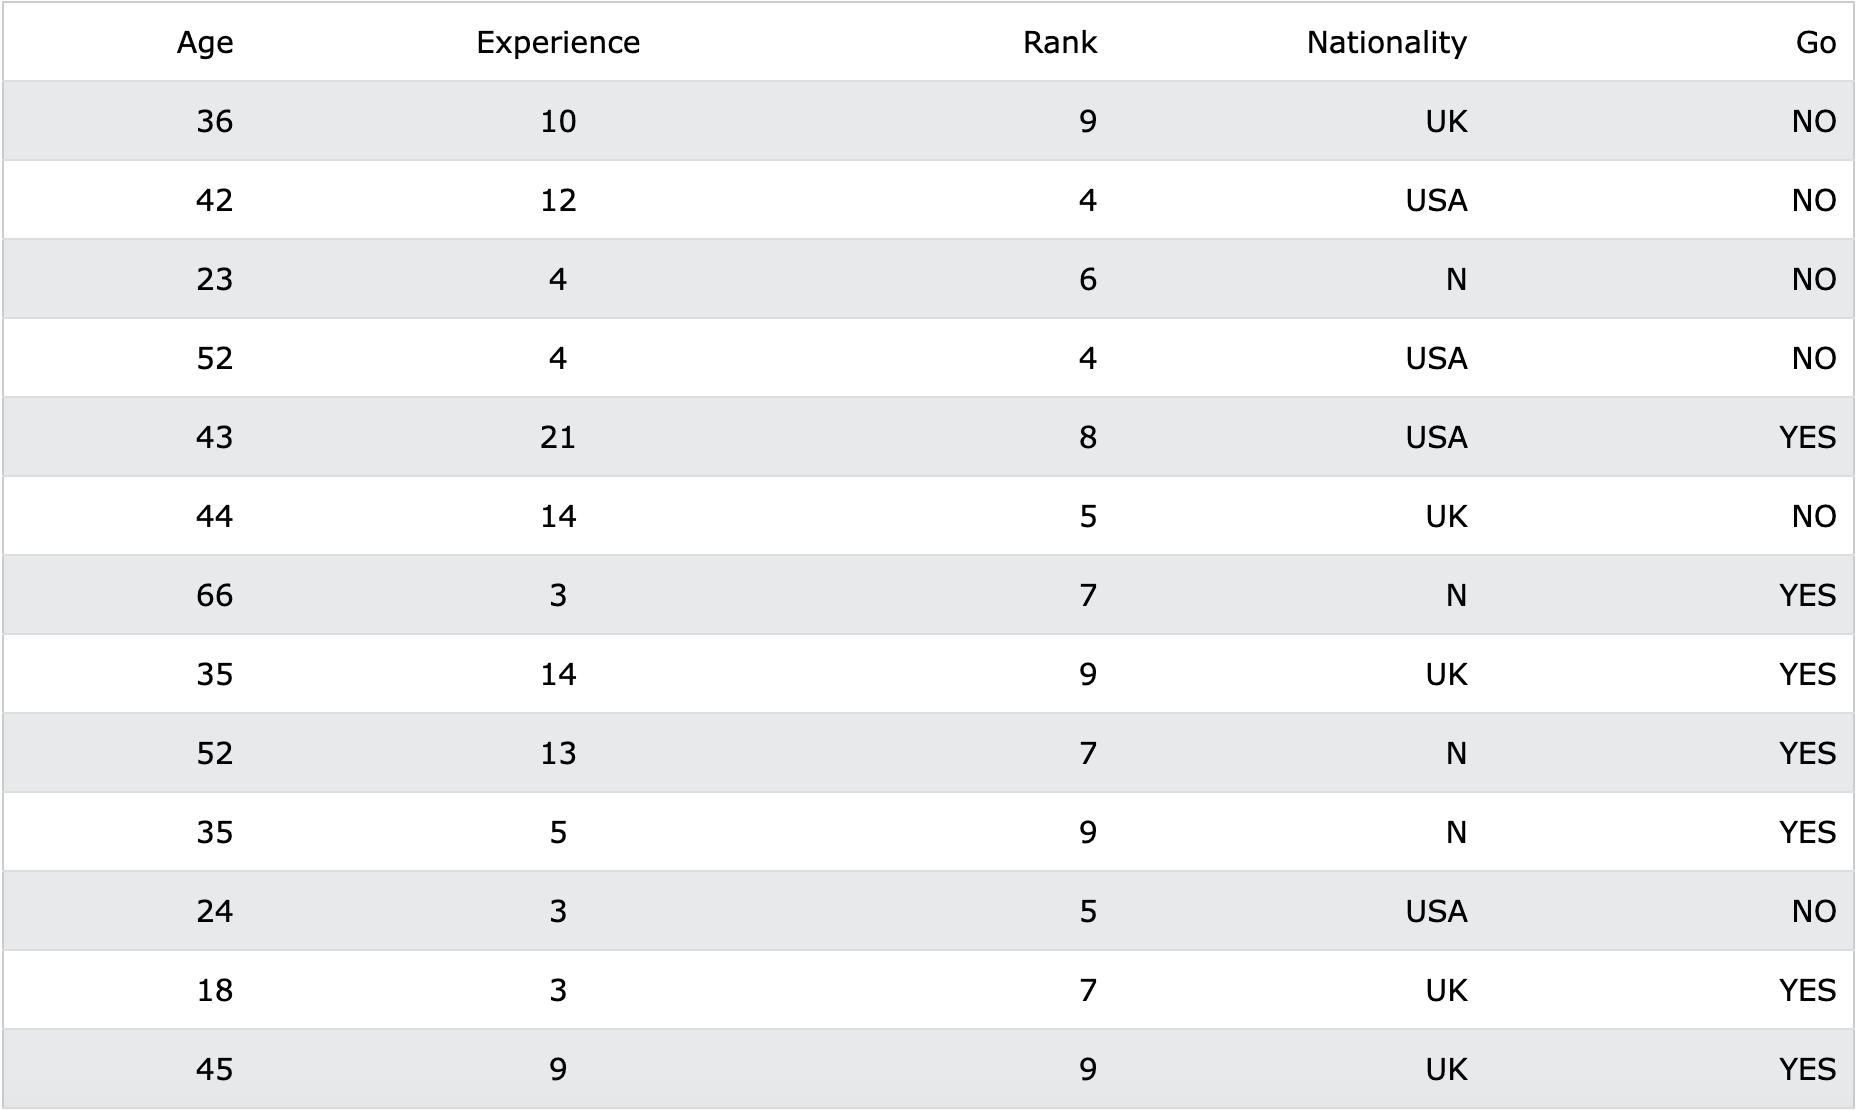 Age Experience Rank Nationality Go
36 10 9 UK NO
42 12 4 USA NO
23 4 6 N NO
52 4 4 USA NO
43 21 8 USA YES
44 14 5 UK NO
66 3 7 N YES
35 14 9 UK YES
52 13 7 N YES
35 5 9 N YES
24 3 5 USA NO
18 3 7 UK YES
45 9 9 UK YES